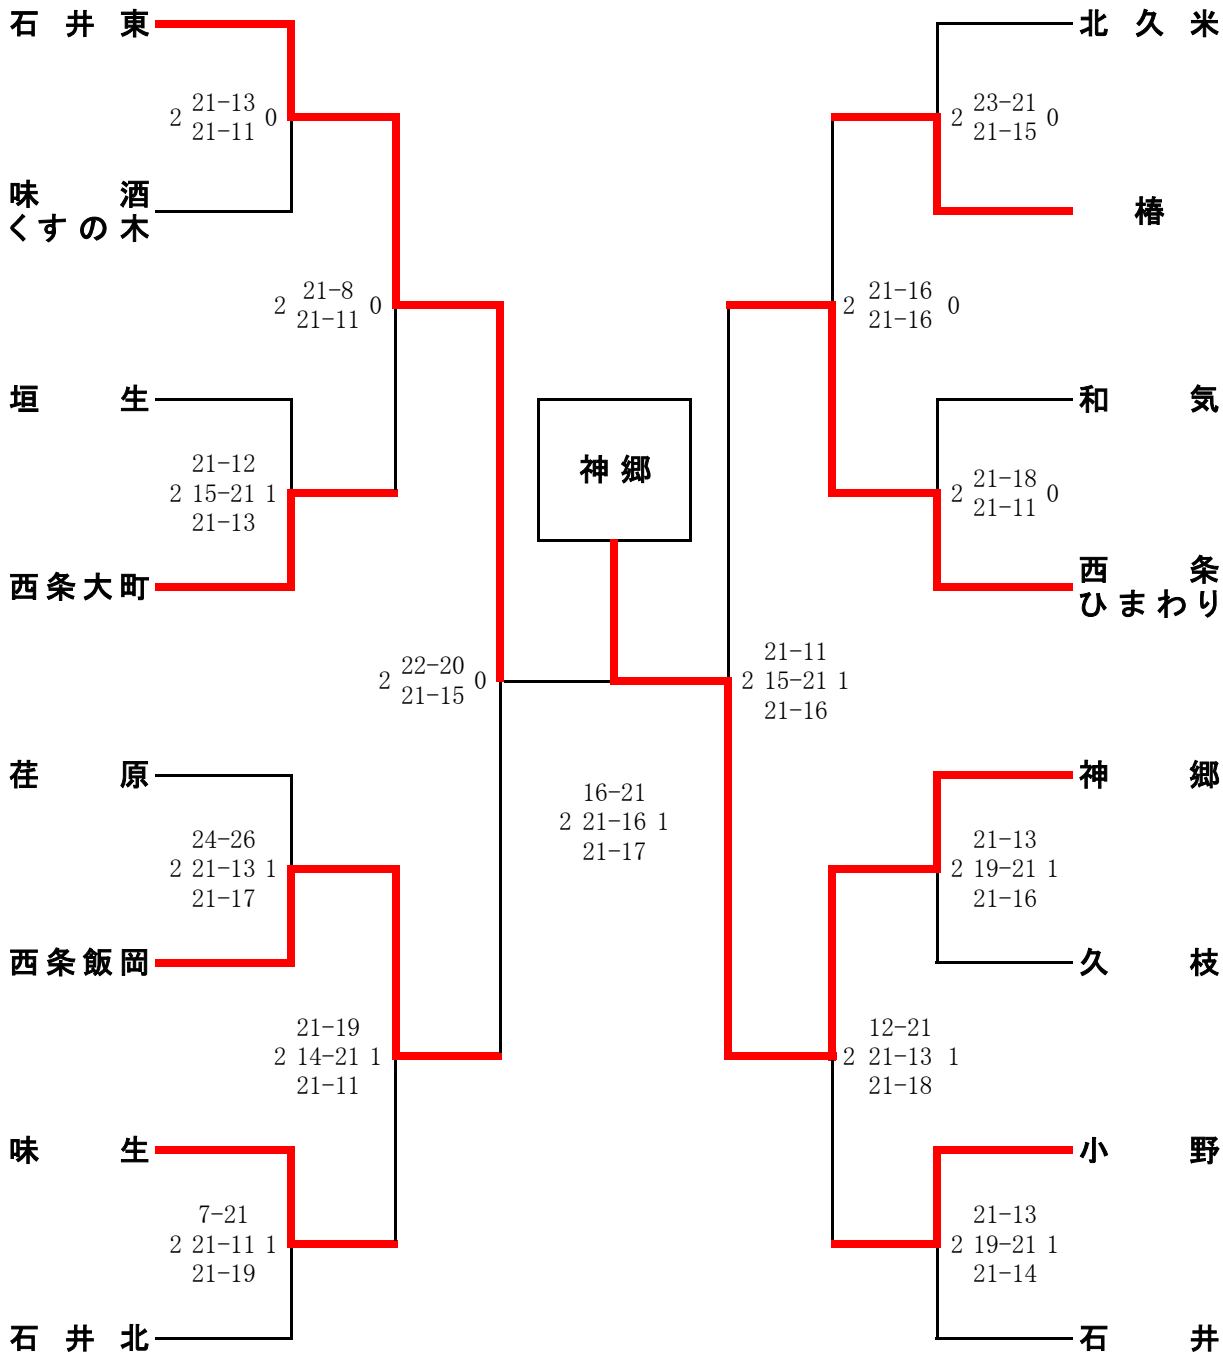 石井東
21-13
2 0
21-11
味酒
くすの木
21-8
2 0
21-11
垣生
21-12
2 15-21 1
21-13
西条大町
22-20
2 0
21-15
荏原
24-26
2 21-13 1
21-17
西条飯岡
21-19
2 14-21 1
21-11
味生
7-21
2 21-11 1
21-19
石井北
神郷
16-21
2 21-16 1
21-17
北久米
23-21
2 0
21-15
椿
21-16
2 0
21-16
和気
21-18
2 0
21-11
西条
ひまわり
21-11
2 15-21 1
21-16
神郷
21-13
2 19-21 1
21-16
久枝
12-21
2 21-13 1
21-18
小野
21-13
2 19-21 1
21-14
石井